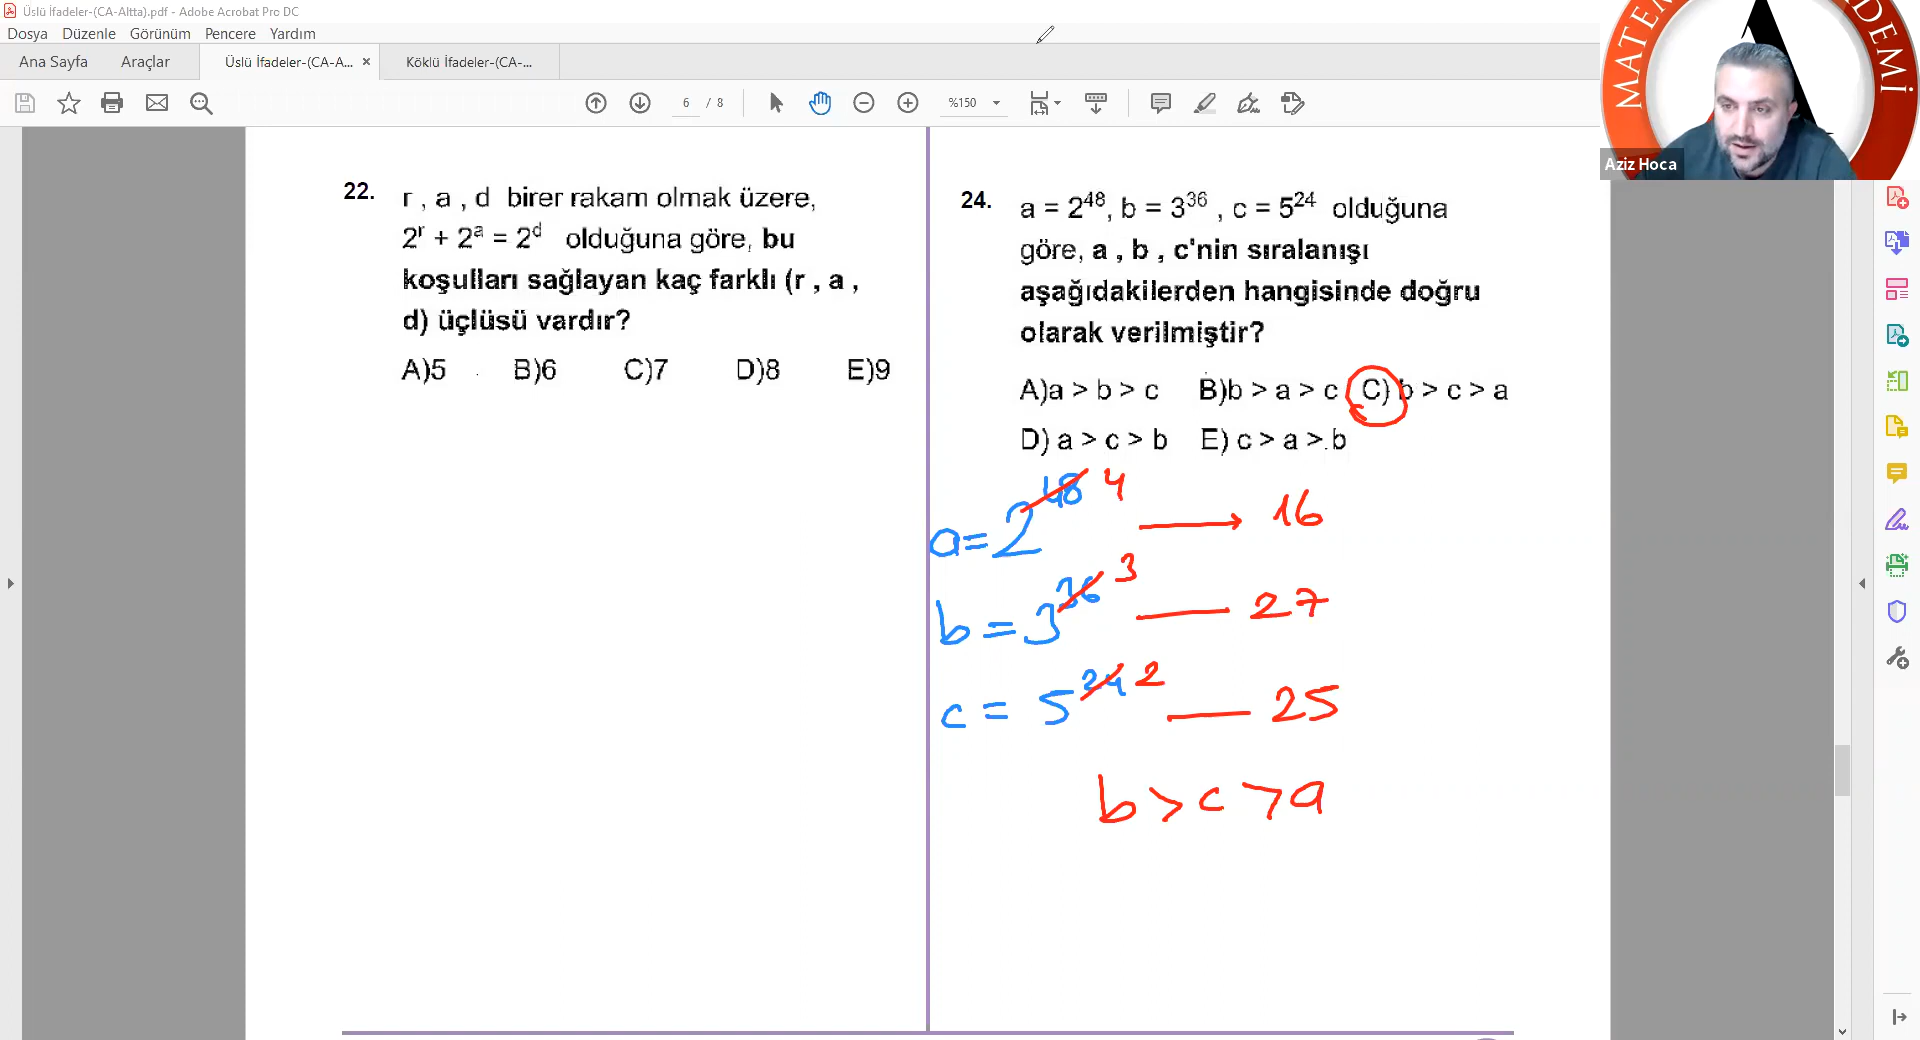 Üslü İfadeler-(CA-Altta).pdf - Adobe Acrobat Pro DC
Dosya Düzenle Görünüm Pencere Yardım
Ana Sayfa Araçlar Üslü İfadeler-(CA-A... × Köklü İfadeler-(CA-...
6 / 8 %150
MATEM DEMİ
Aziz Hoca
22. r , a , d birer rakam olmak üzere,
2^r + 2^a = 2^d olduğuna göre, bu
koşulları sağlayan kaç farklı (r , a ,
d) üçlüsü vardır?
A)5 B)6 C)7 D)8 E)9
24. a = 2^48, b = 3^36 , c = 5^24 olduğuna
göre, a , b , c'nin sıralanışı
aşağıdakilerden hangisinde doğru
olarak verilmiştir?
A)a > b > c B)b > a > c C) b > c > a
D) a > c > b E) c > a > b
a = 2^48 4 → 16
b = 3^36 3 — 27
c = 5^24 2 — 25
b > c > a